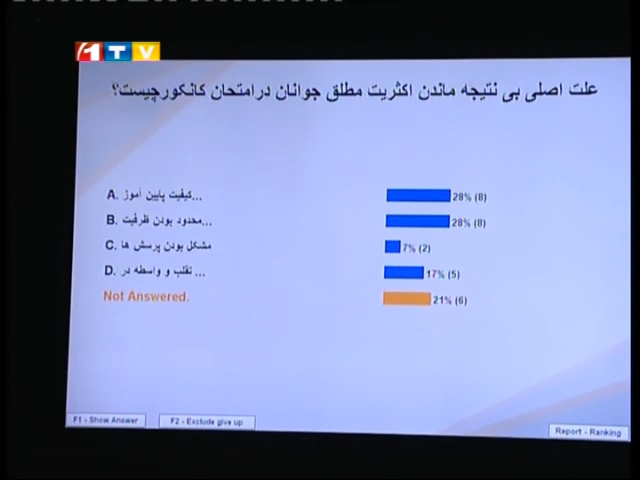 1TV
علت اصلی بی نتیجه ماندن اکثریت مطلق جوانان درامتحان کانکورچیست؟
A. کیفیت پایین آموز... 28% (8)
B. محدود بودن ظرفیت... 28% (8)
C. مشکل بودن پرسش ها 7% (2)
D. تقلب و واسطه در ... 17% (5)
Not Answered. 21% (6)
F1 - Show Answer F2 - Exclude give up
Report - Ranking